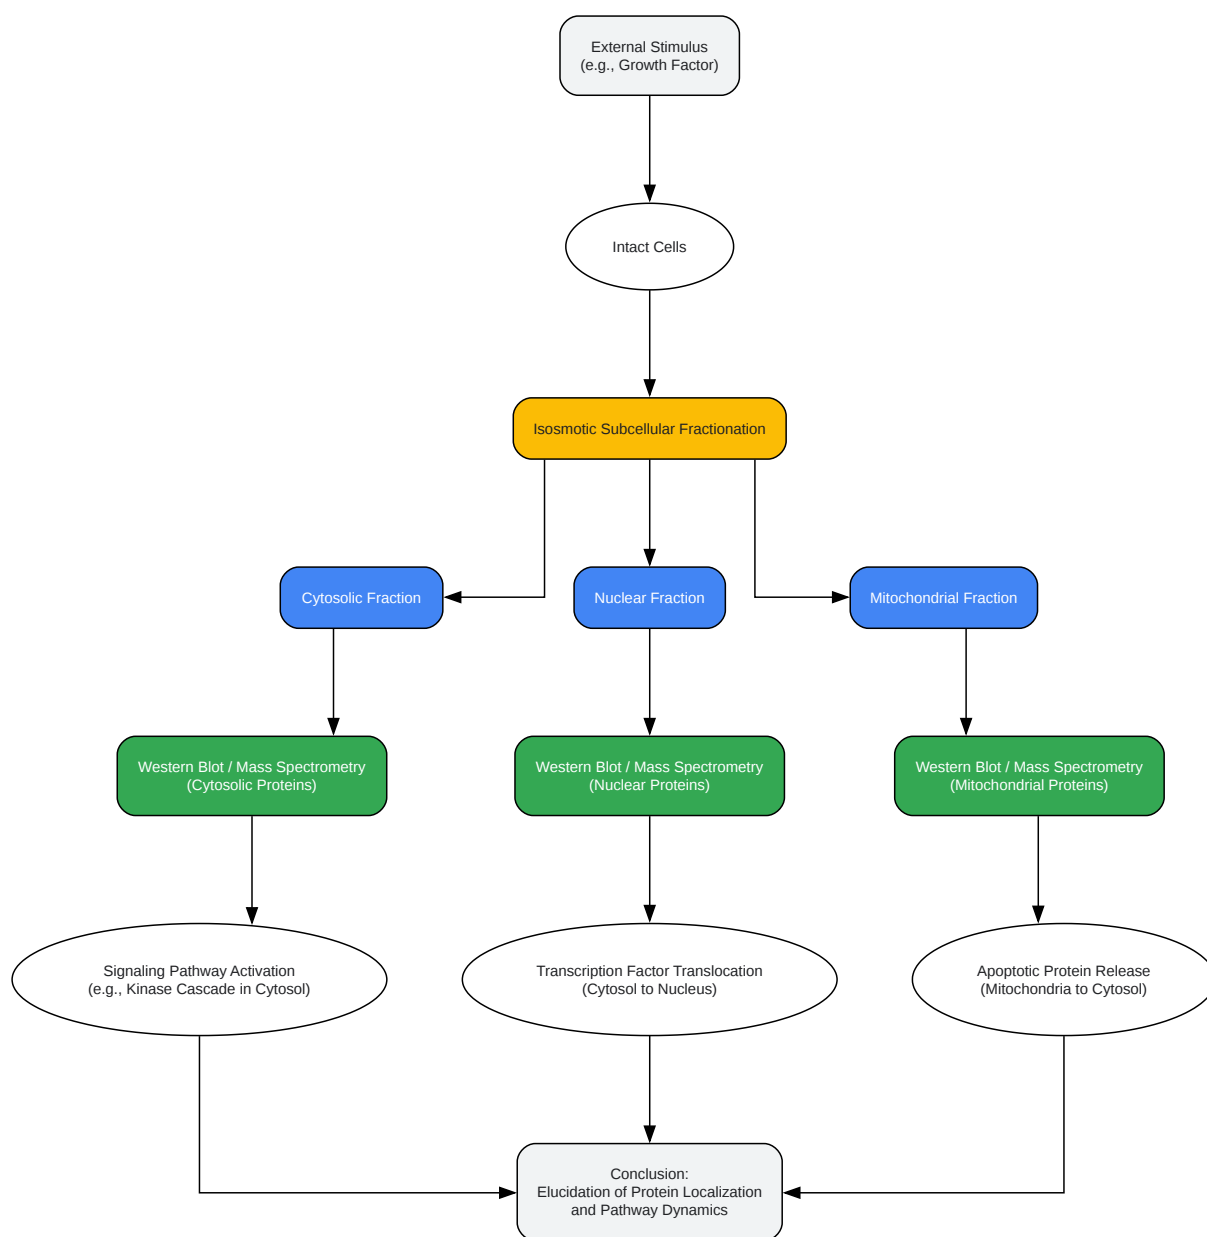 External Stimulus
(e.g., Growth Factor)
Intact Cells
Isosmotic Subcellular Fractionation
Cytosolic Fraction
Nuclear Fraction
Mitochondrial Fraction
Western Blot / Mass Spectrometry
(Cytosolic Proteins)
Western Blot / Mass Spectrometry
(Nuclear Proteins)
Western Blot / Mass Spectrometry
(Mitochondrial Proteins)
Signaling Pathway Activation
(e.g., Kinase Cascade in Cytosol)
Transcription Factor Translocation
(Cytosol to Nucleus)
Apoptotic Protein Release
(Mitochondria to Cytosol)
Conclusion:
Elucidation of Protein Localization
and Pathway Dynamics